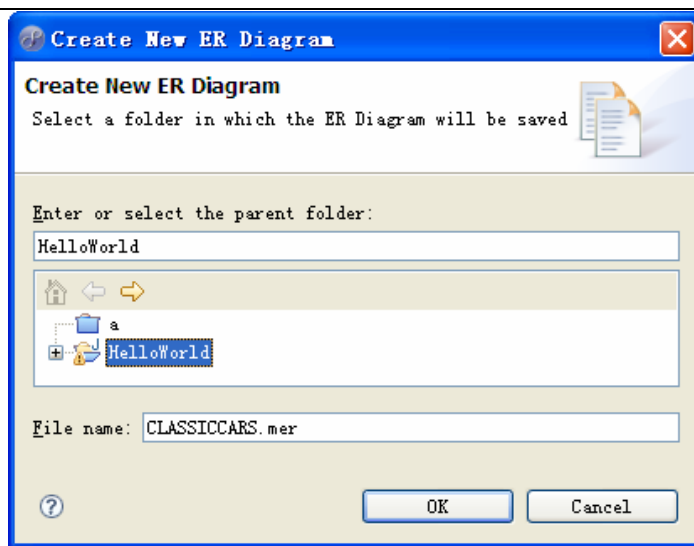 Create New ER Diagram
Create New ER Diagram
Select a folder in which the ER Diagram will be saved
Enter or select the parent folder:
HelloWorld
a
HelloWorld
File name: CLASSICCARS.mer
OK Cancel